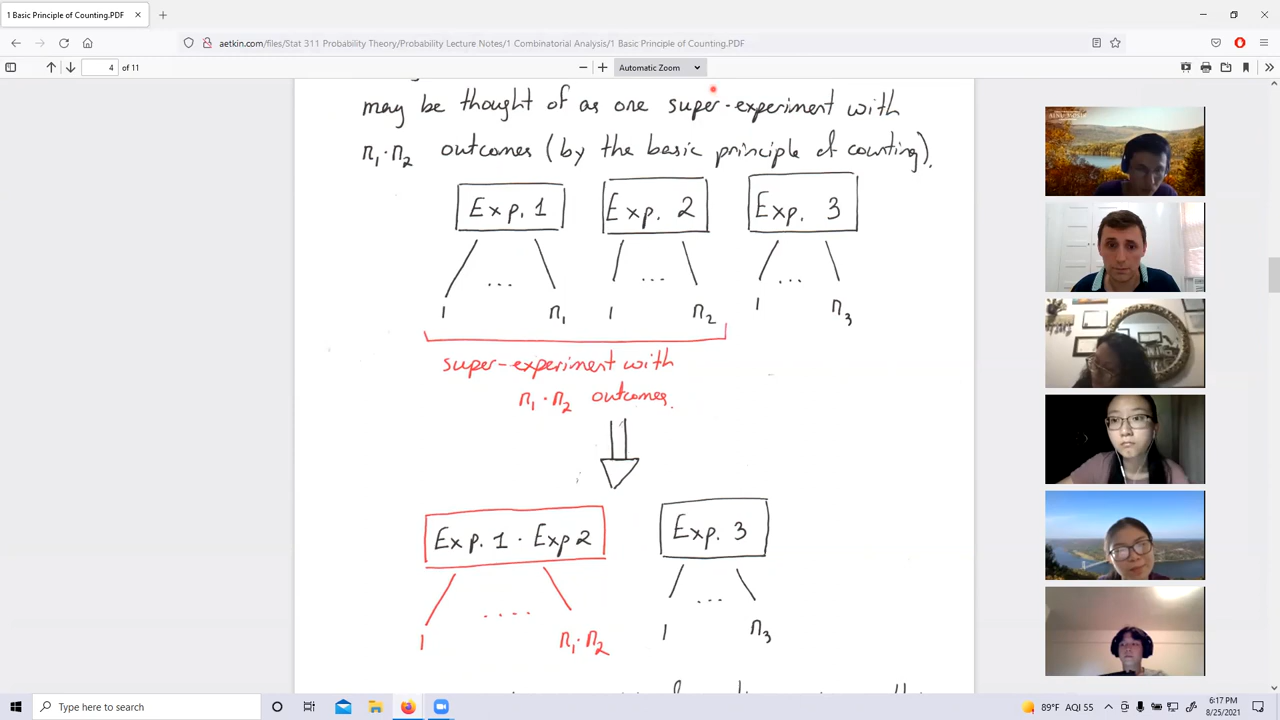 1 Basic Principle of Counting.PDF
aetkin.com/files/Stat 311 Probability Theory/Probability Lecture Notes/1 Combinatorial Analysis/1 Basic Principle of Counting.PDF
4 of 11
Automatic Zoom
may be thought of as one super-experiment with
n₁·n₂ outcomes (by the basic principle of counting).
Exp. 1 Exp. 2 Exp. 3
... ... ...
1 n₁ 1 n₂ 1 n₃
super-experiment with
n₁·n₂ outcomes.
Exp. 1 · Exp 2 Exp. 3
.... ...
1 n₁·n₂ 1 n₃
Type here to search
89°F AQI 55
6:17 PM
8/25/2021